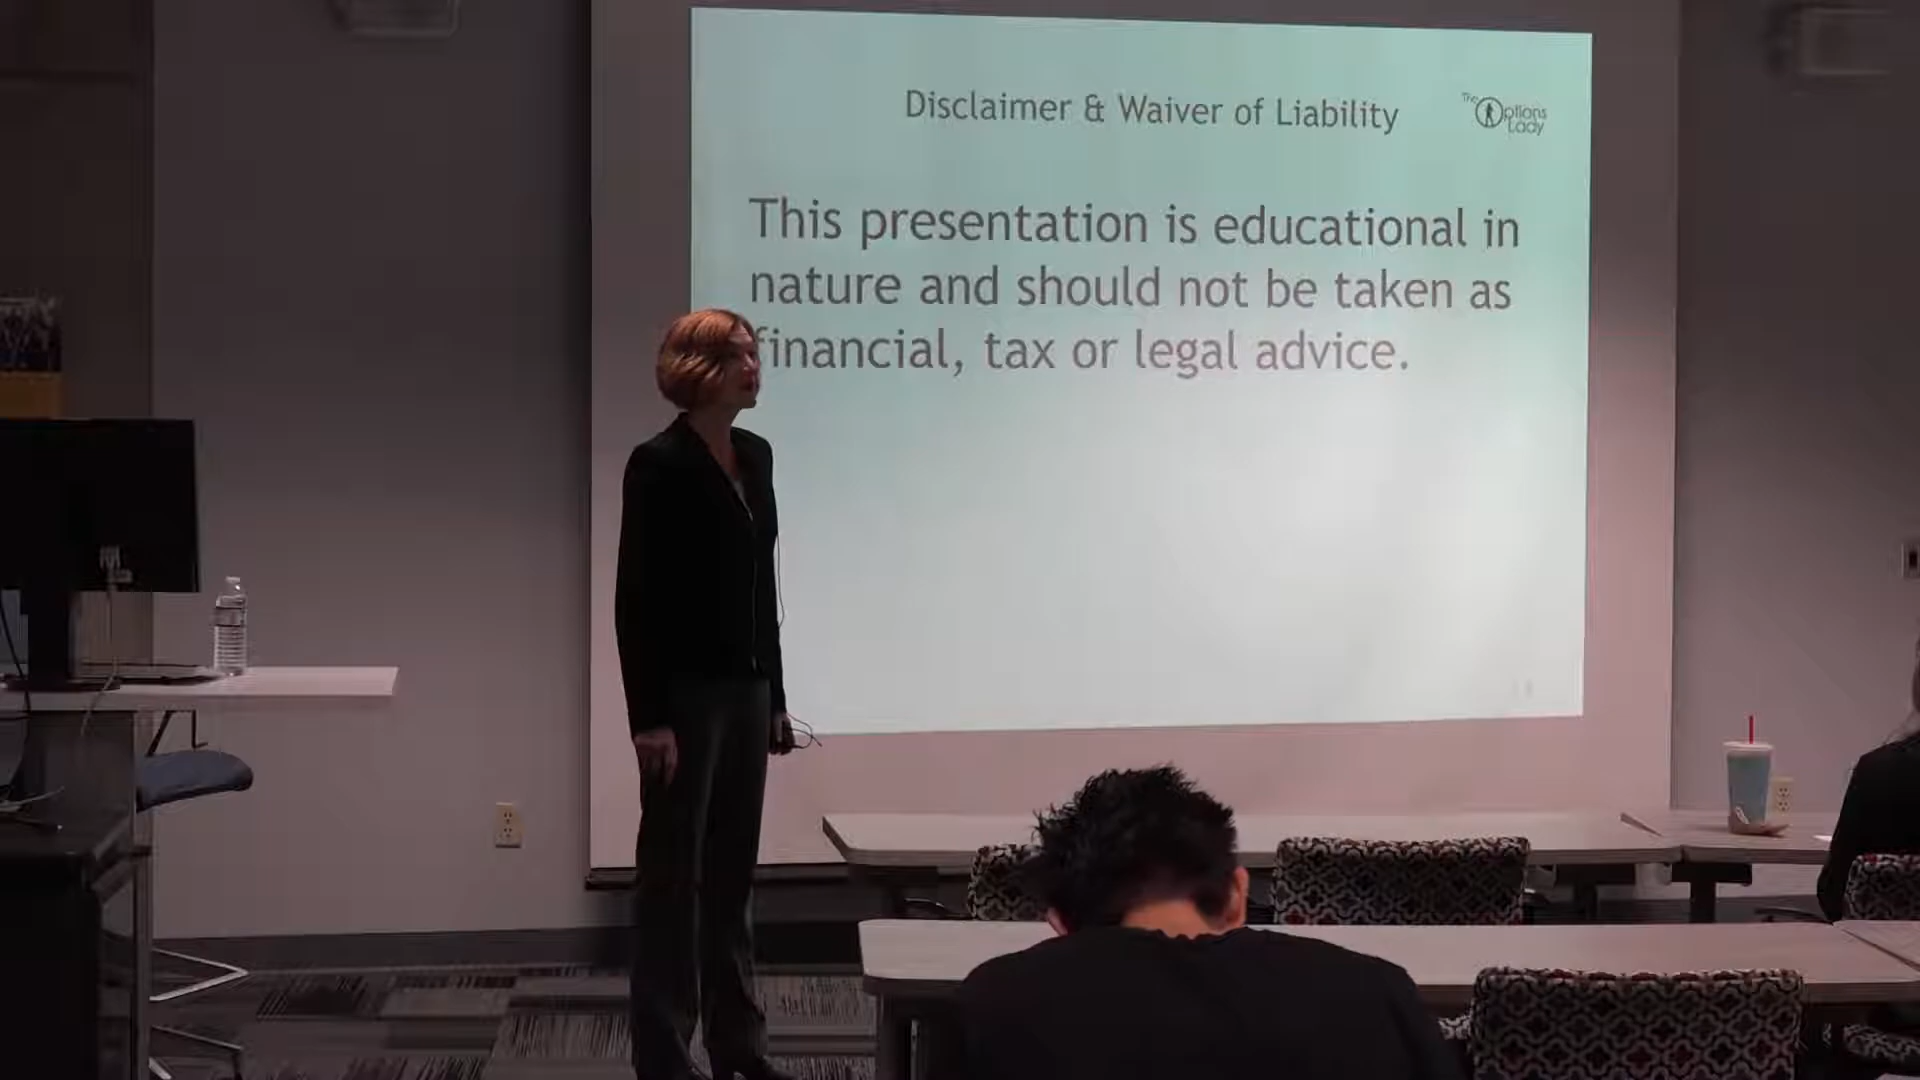 Disclaimer & Waiver of Liability
The Options
Lady
This presentation is educational in
nature and should not be taken as
financial, tax or legal advice.